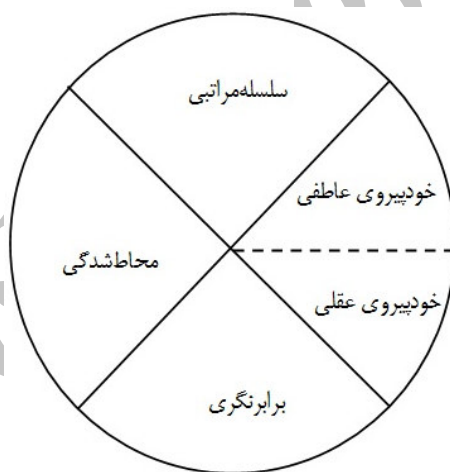 سلسله‌مراتبی
خودپیروی عاطفی
محاط‌شدگی
خودپیروی عقلی
برابرنگری